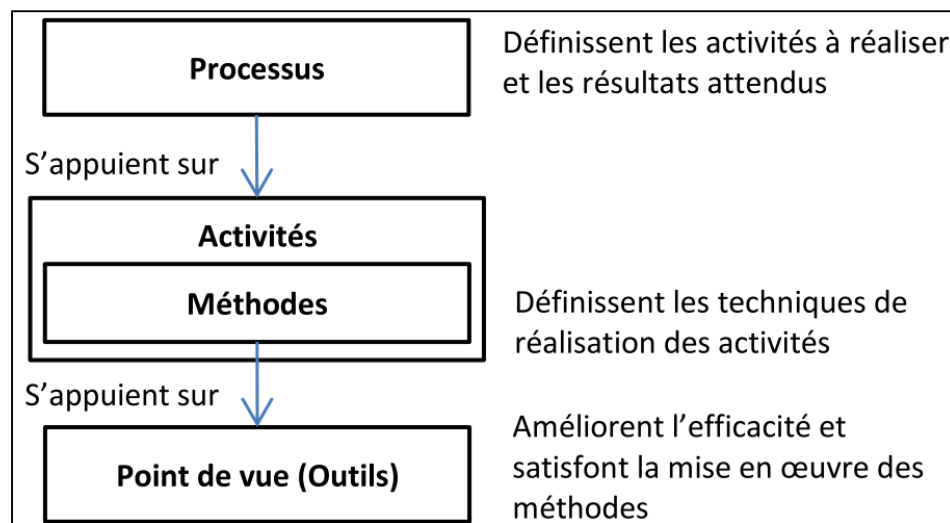 Processus
Définissent les activités à réaliser
et les résultats attendus
S'appuient sur
Activités
Méthodes
Définissent les techniques de
réalisation des activités
S'appuient sur
Point de vue (Outils)
Améliorent l'efficacité et
satisfont la mise en œuvre des
méthodes